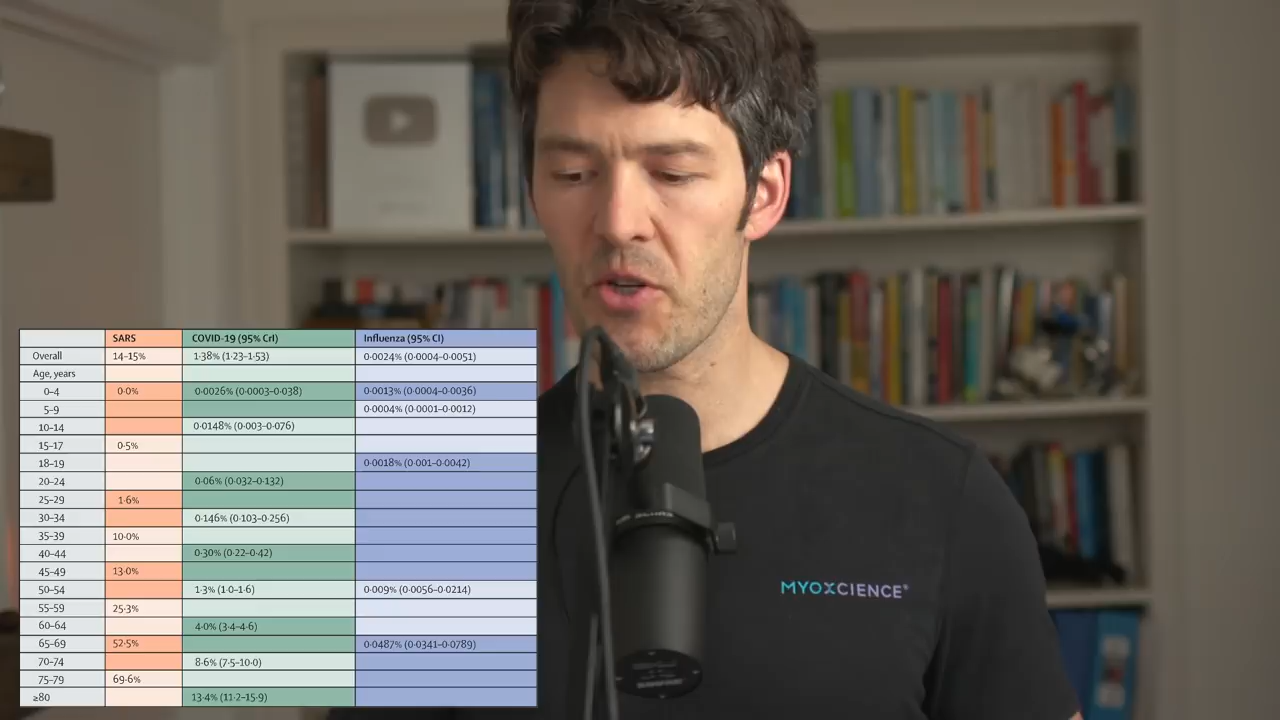 SARS COVID-19 (95% CrI) Influenza (95% CI)
Overall 14–15% 1·38% (1·23–1·53) 0·0024% (0·0004–0·0051)
Age, years
0–4 0·0% 0·0026% (0·0003–0·038) 0·0013% (0·0004–0·0036)
5–9 0·0004% (0·0001–0·0012)
10–14 0·0148% (0·003–0·076)
15–17 0·5%
18–19 0·0018% (0·001–0·0042)
20–24 0·06% (0·032–0·132)
25–29 1·6%
30–34 0·146% (0·103–0·256)
35–39 10·0%
40–44 0·30% (0·22–0·42)
45–49 13·0%
50–54 1·3% (1·0–1·6) 0·009% (0·0056–0·0214)
55–59 25·3%
60–64 4·0% (3·4–4·6)
65–69 52·5% 0·0487% (0·0341–0·0789)
70–74 8·6% (7·5–10·0)
75–79 69·6%
≥80 13·4% (11·2–15·9)
MYOXCIENCE®